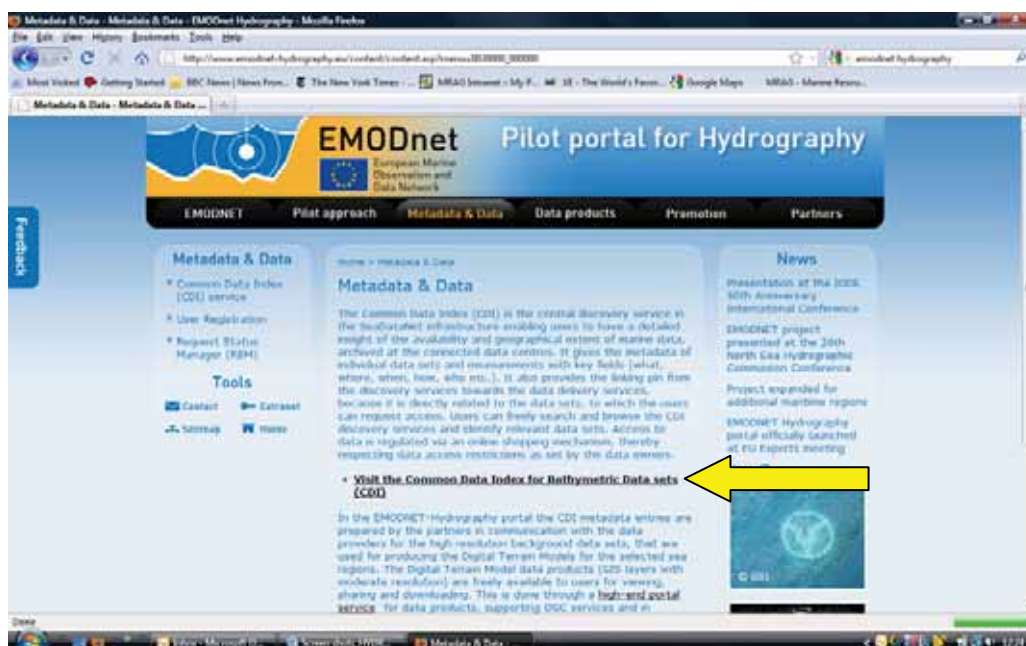 Metadata & Data - Metadata & Data - EMODnet Hydrography - Mozilla Firefox
File Edit View History Bookmarks Tools Help
emodnet hydrography
Most Visited Getting Started BBC News | News Front... The New York Times Google Maps
Metadata & Data - Metadata & Data ...
EMODnet
European Marine
Observation and
Data Network
Pilot portal for Hydrography
EMODNET Pilot approach Metadata & Data Data products Promotion Partners
Feedback
Metadata & Data
Common Data Index
(CDI) service
User Registration
Request Status
Manager (RSM)
Tools
Contact Extranet
Sitemap Home
Home > Metadata & Data
Metadata & Data
The Common Data Index (CDI) is the central discovery service in
the SeaDataNet infrastructure enabling users to have a detailed
insight of the availability and geographical extent of marine data,
archived at the connected data centres. It gives the metadata of
individual data sets and measurements with key fields (what,
where, when, how, who etc.). It also provides the linking pin from
the discovery services towards the data delivery services,
because it is directly related to the data sets, to which the users
can request access. Users can freely search and browse the CDI
discovery services and identify relevant data sets. Access to
data is regulated via an online shopping mechanism, thereby
respecting data access restrictions as set by the data owners.
• Visit the Common Data Index for Bathymetric Data sets
(CDI)
In the EMODNET-Hydrography portal the CDI metadata entries are
prepared by the partners in communication with the data
providers for the high resolution background data sets, that are
used for producing the Digital Terrain Models for the selected sea
regions. The Digital Terrain Model data products (GIS layers with
moderate resolution) are freely available to users for viewing,
sharing and downloading. This is done through a high-end portal
service for data products, supporting OGC services and in
News
Presentation at the
Anniversary
International Conference
EMODNET project
presented at the
North Sea Hydrographic
Commission Conference
Project expanded for
additional maritime regions
EMODNET Hydrography
portal officially launched
at EU Experts meeting
Done
Metadata & Data - ...